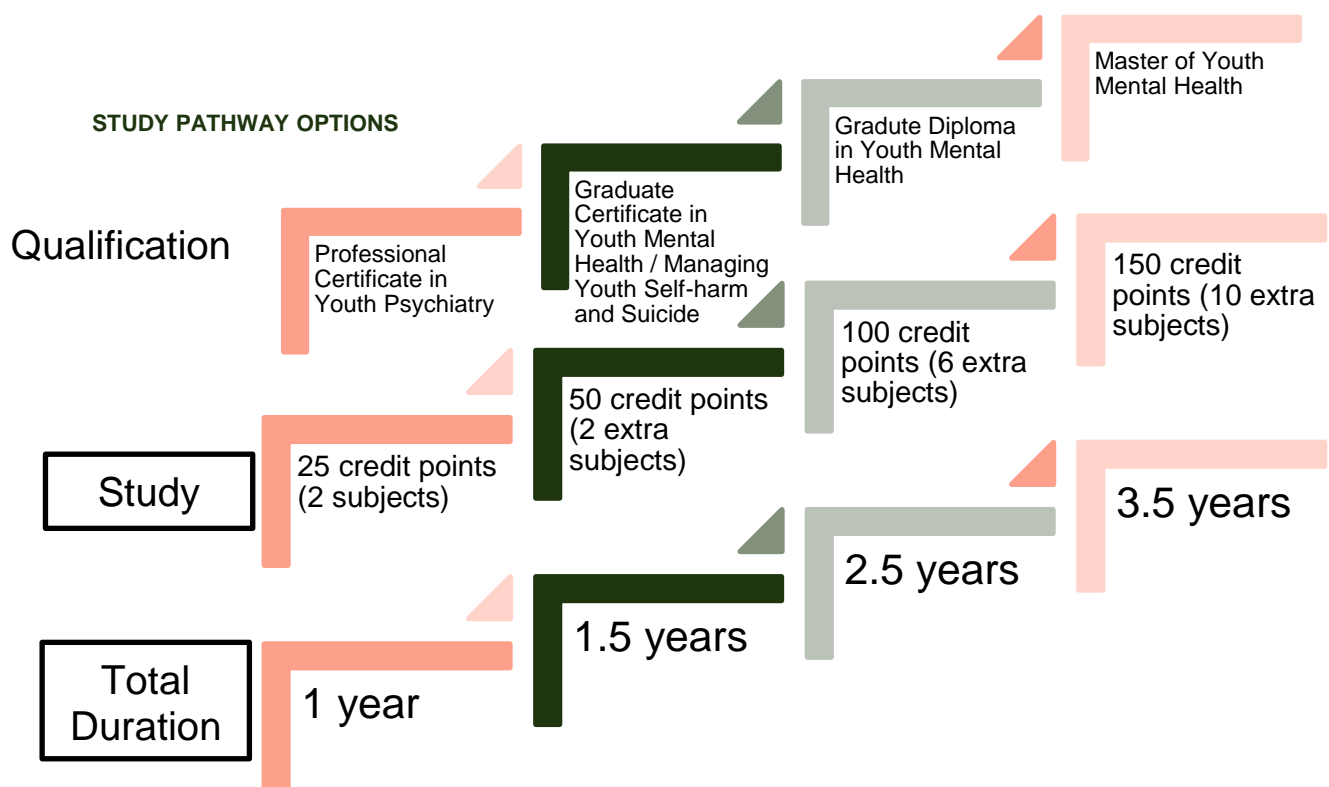 STUDY PATHWAY OPTIONS
Qualification
Professional
Certificate in
Youth Psychiatry
Graduate
Certificate in
Youth Mental
Health / Managing
Youth Self-harm
and Suicide
Gradute Diploma
in Youth Mental
Health
Master of Youth
Mental Health
Study
25 credit points
(2 subjects)
50 credit points
(2 extra
subjects)
100 credit
points (6 extra
subjects)
150 credit
points (10 extra
subjects)
Total
Duration
1 year
1.5 years
2.5 years
3.5 years